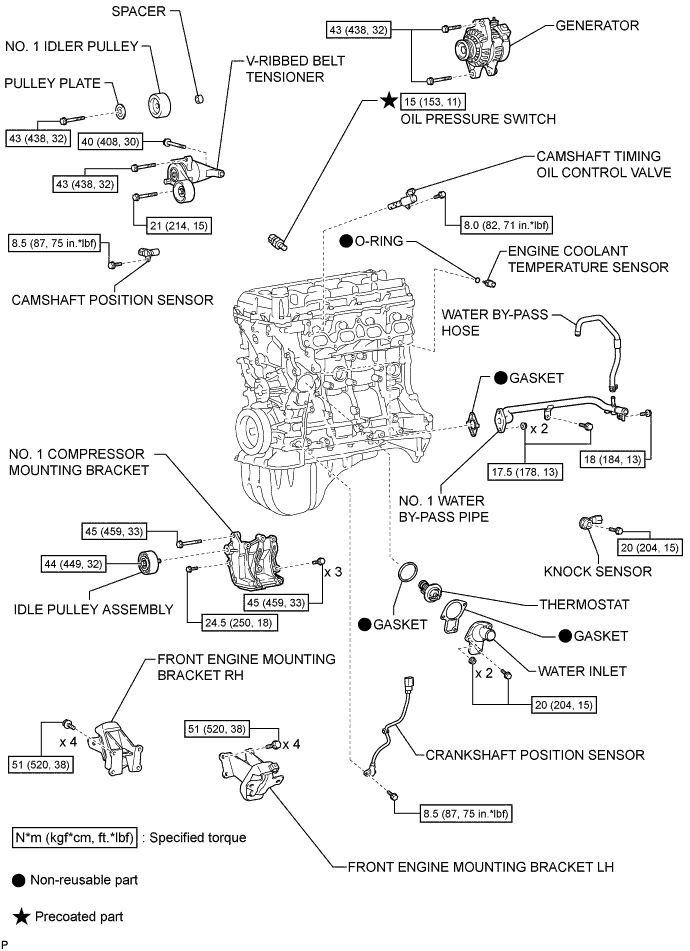 SPACER
43 (438, 32)
GENERATOR
NO. 1 IDLER PULLEY
V-RIBBED BELT
TENSIONER
PULLEY PLATE
15 (153, 11)
OIL PRESSURE SWITCH
43 (438, 32)
40 (408, 30)
CAMSHAFT TIMING
OIL CONTROL VALVE
43 (438, 32)
21 (214, 15)
8.0 (82, 71 in.*lbf)
8.5 (87, 75 in.*lbf)
O-RING
ENGINE COOLANT
TEMPERATURE SENSOR
CAMSHAFT POSITION SENSOR
WATER BY-PASS
HOSE
GASKET
x 2
NO. 1 COMPRESSOR
MOUNTING BRACKET
18 (184, 13)
17.5 (178, 13)
NO. 1 WATER
BY-PASS PIPE
45 (459, 33)
20 (204, 15)
44 (449, 32)
x 3
KNOCK SENSOR
45 (459, 33)
IDLE PULLEY ASSEMBLY
24.5 (250, 18)
THERMOSTAT
GASKET
GASKET
FRONT ENGINE MOUNTING
BRACKET RH
WATER INLET
x 2
20 (204, 15)
51 (520, 38)
x 4
x 4
51 (520, 38)
CRANKSHAFT POSITION SENSOR
8.5 (87, 75 in.*lbf)
N*m (kgf*cm, ft.*lbf) : Specified torque
FRONT ENGINE MOUNTING BRACKET LH
Non-reusable part
Precoated part
P